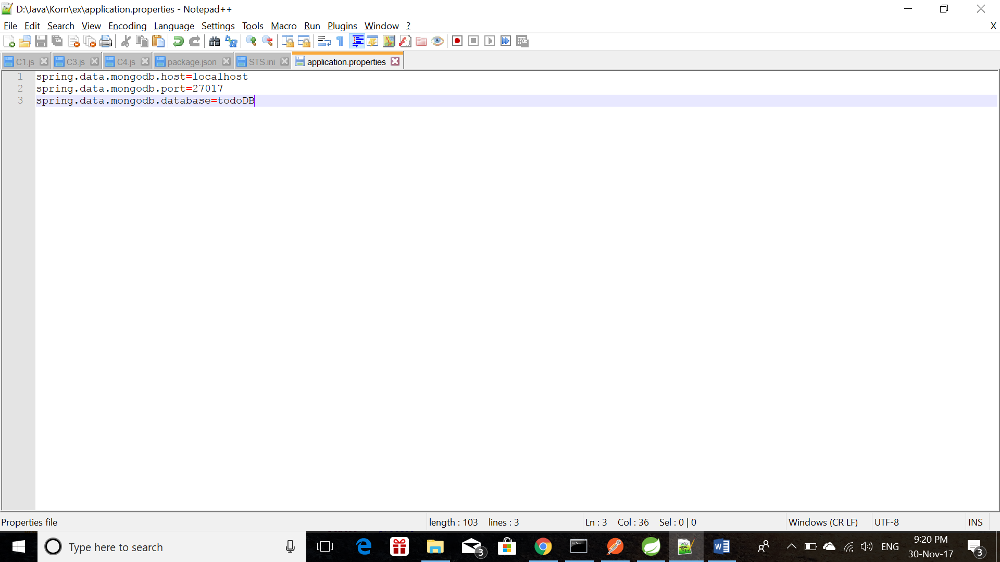 D:\Java\Korn\ex\application.properties - Notepad++
File Edit Search View Encoding Language Settings Tools Macro Run Plugins Window ? X
C1.js C3.js C4.js package.json STS.ini application.properties
1 spring.data.mongodb.host=localhost
2 spring.data.mongodb.port=27017
3 spring.data.mongodb.database=todoDB
Properties file length : 103 lines : 3 Ln : 3 Col : 36 Sel : 0 | 0 Windows (CR LF) UTF-8 INS
Type here to search 3 ENG 9:20 PM 3
30-Nov-17